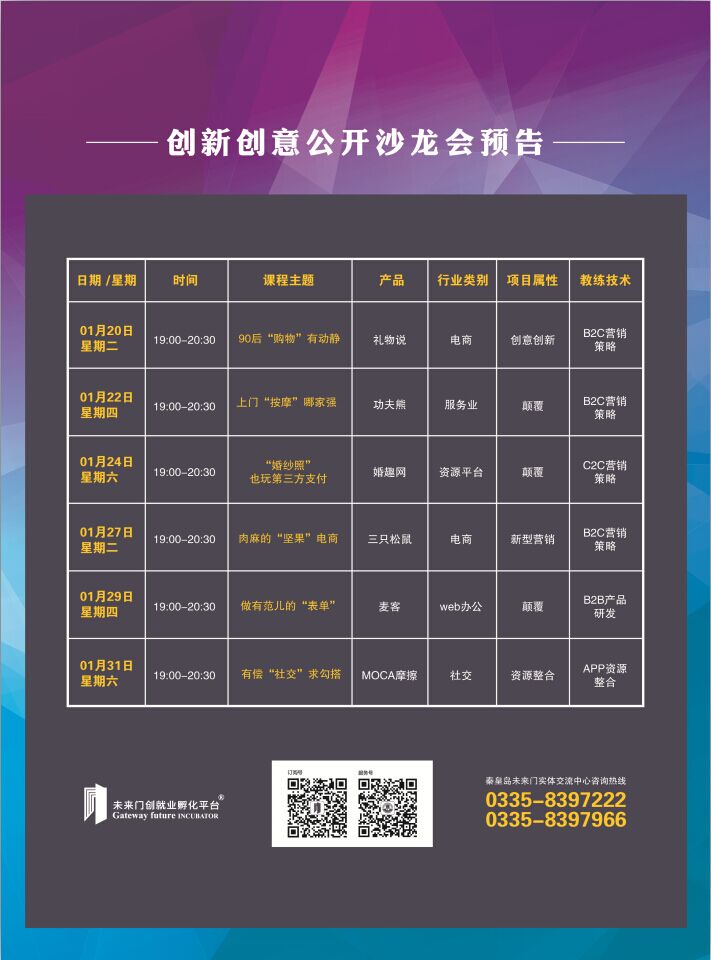 创新创意公开沙龙会预告
日期 /星期 时间 课程主题 产品 行业类别 项目属性 教练技术
01月20日
星期二
19:00-20:30
90后“购物”有动静
礼物说
电商
创意创新
B2C营销
策略
01月22日
星期四
19:00-20:30
上门“按摩”哪家强
功夫熊
服务业
颠覆
B2C营销
策略
01月24日
星期六
19:00-20:30
“婚纱照”
也玩第三方支付
婚趣网
资源平台
颠覆
C2C营销
策略
01月27日
星期二
19:00-20:30
肉麻的“坚果”电商
三只松鼠
电商
新型营销
B2C营销
策略
01月29日
星期四
19:00-20:30
做有范儿的“表单”
麦客
web办公
颠覆
B2B产品
研发
01月31日
星期六
19:00-20:30
有偿“社交”求勾搭
MOCA摩擦
社交
资源整合
APP资源
整合
未来门创就业孵化平台®
Gateway future INCUBATOR
订阅号 服务号
秦皇岛未来门实体交流中心咨询热线
0335-8397222
0335-8397966